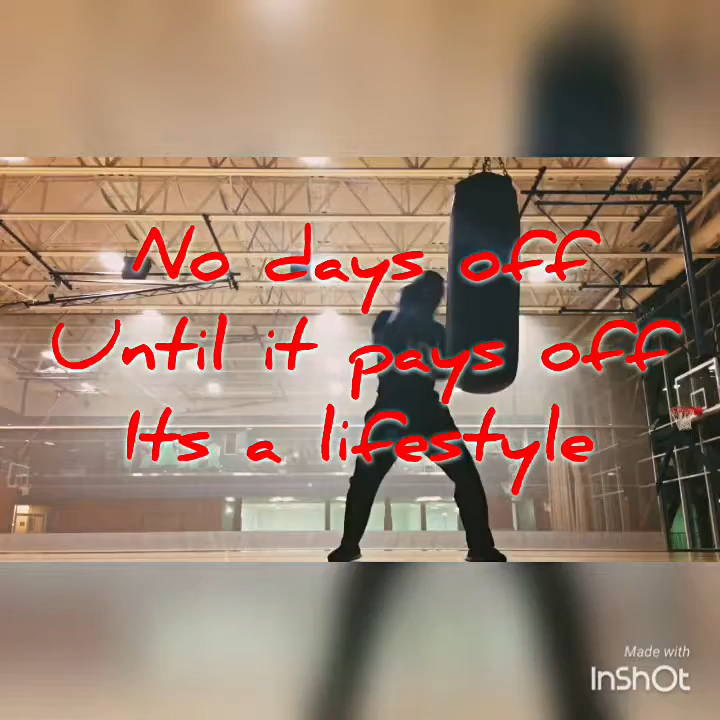 No days off
Until it pays off
Its a lifestyle
Made with
InShOt